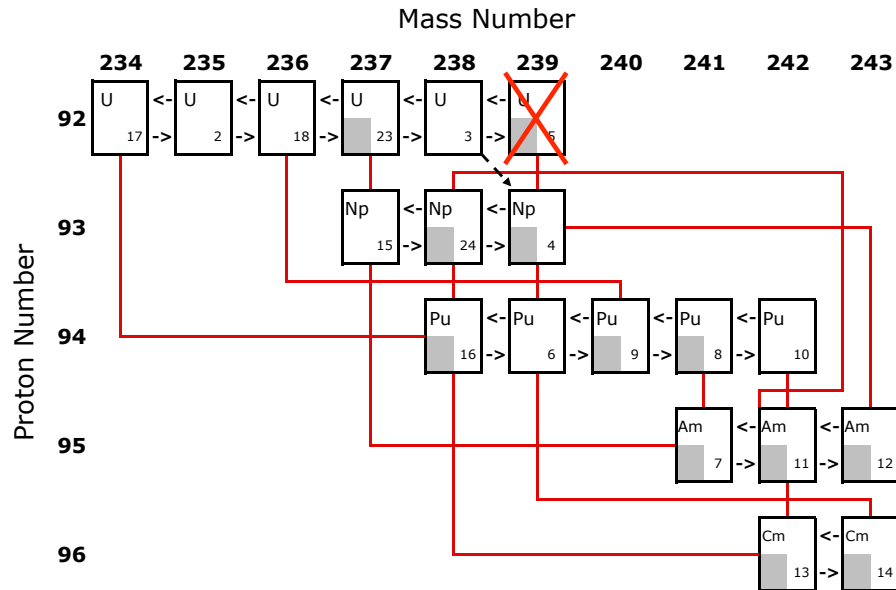 Mass Number
234 235 236 237 238 239 240 241 242 243
92
U <- U <- U <- U <- U <- U
17 -> 2 -> 18 -> 23 -> 3 -> 5
93
Np <- Np <- Np
15 -> 24 -> 4
Proton Number
94
Pu <- Pu <- Pu <- Pu <- Pu
16 -> 6 -> 9 -> 8 -> 10
95
Am <- Am <- Am
7 -> 11 -> 12
96
Cm <- Cm
13 -> 14